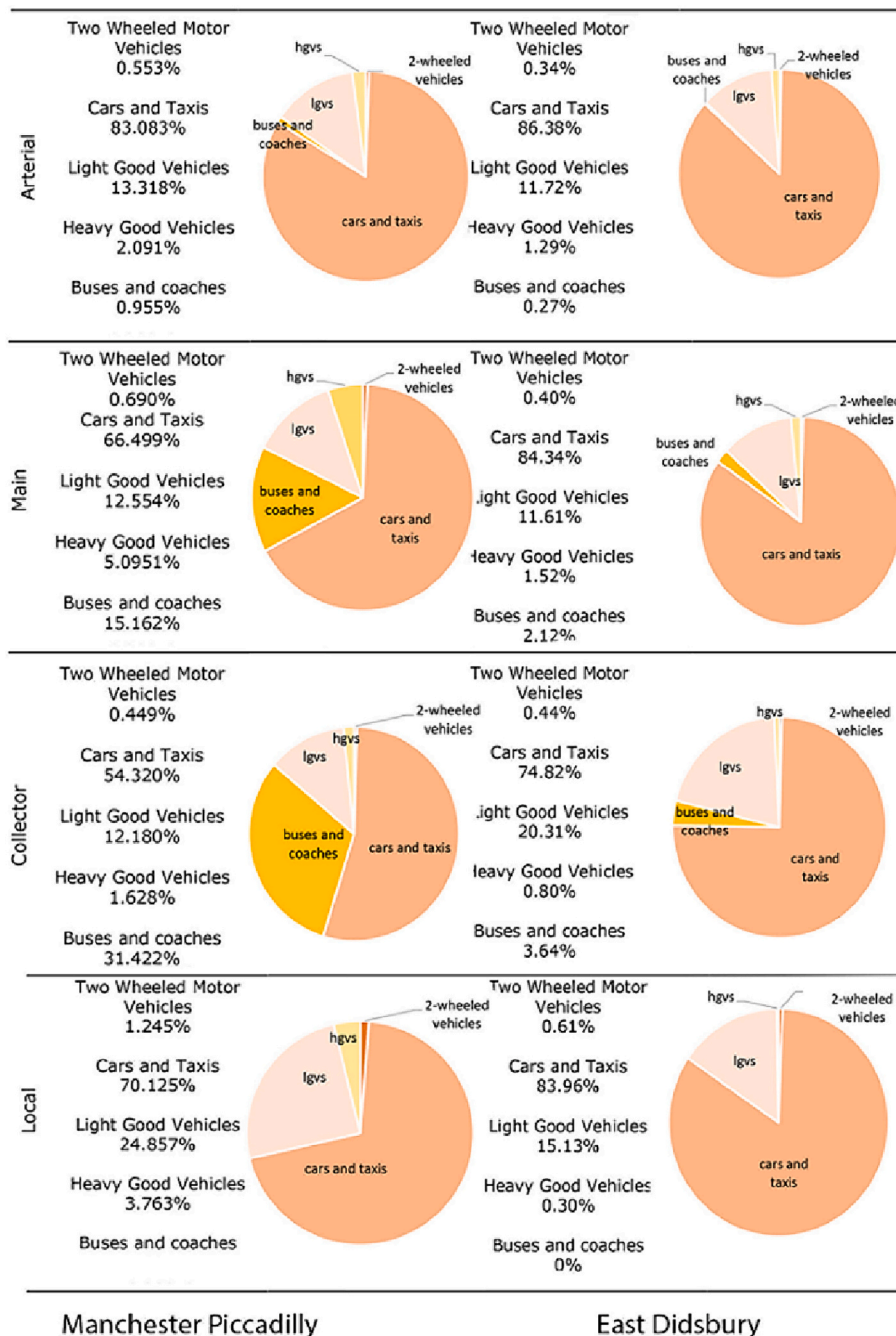 Arterial
Two Wheeled Motor
Vehicles
0.553%
Cars and Taxis
83.083%
Light Good Vehicles
13.318%
Heavy Good Vehicles
2.091%
Buses and coaches
0.955%
hgvs
2-wheeled
vehicles
lgvs
buses and
coaches
cars and taxis
Two Wheeled Motor
Vehicles
0.34%
Cars and Taxis
86.38%
Light Good Vehicles
11.72%
Heavy Good Vehicles
1.29%
Buses and coaches
0.27%
hgvs
2-wheeled
vehicles
buses and
coaches
lgvs
cars and
taxis
Main
Two Wheeled Motor
Vehicles
0.690%
Cars and Taxis
66.499%
Light Good Vehicles
12.554%
Heavy Good Vehicles
5.0951%
Buses and coaches
15.162%
hgvs
2-wheeled
vehicles
lgvs
buses and
coaches
cars and
taxis
Two Wheeled Motor
Vehicles
0.40%
Cars and Taxis
84.34%
Light Good Vehicles
11.61%
Heavy Good Vehicles
1.52%
Buses and coaches
2.12%
hgvs
2-wheeled
vehicles
buses and
coaches
lgvs
cars and taxis
Collector
Two Wheeled Motor
Vehicles
0.449%
Cars and Taxis
54.320%
Light Good Vehicles
12.180%
Heavy Good Vehicles
1.628%
Buses and coaches
31.422%
2-wheeled
vehicles
hgvs
lgvs
buses and
coaches
cars and taxis
Two Wheeled Motor
Vehicles
0.44%
Cars and Taxis
74.82%
Light Good Vehicles
20.31%
Heavy Good Vehicles
0.80%
Buses and coaches
3.64%
hgvs
2-wheeled
vehicles
lgvs
buses and
coaches
cars and
taxis
Local
Two Wheeled Motor
Vehicles
1.245%
Cars and Taxis
70.125%
Light Good Vehicles
24.857%
Heavy Good Vehicles
3.763%
Buses and coaches
2-wheeled
vehicles
hgvs
lgvs
cars and taxis
Two Wheeled Motor
Vehicles
0.61%
Cars and Taxis
83.96%
Light Good Vehicles
15.13%
Heavy Good Vehicles
0.30%
Buses and coaches
0%
hgvs
2-wheeled
vehicles
lgvs
cars and
taxis
Manchester Piccadilly
East Didsbury